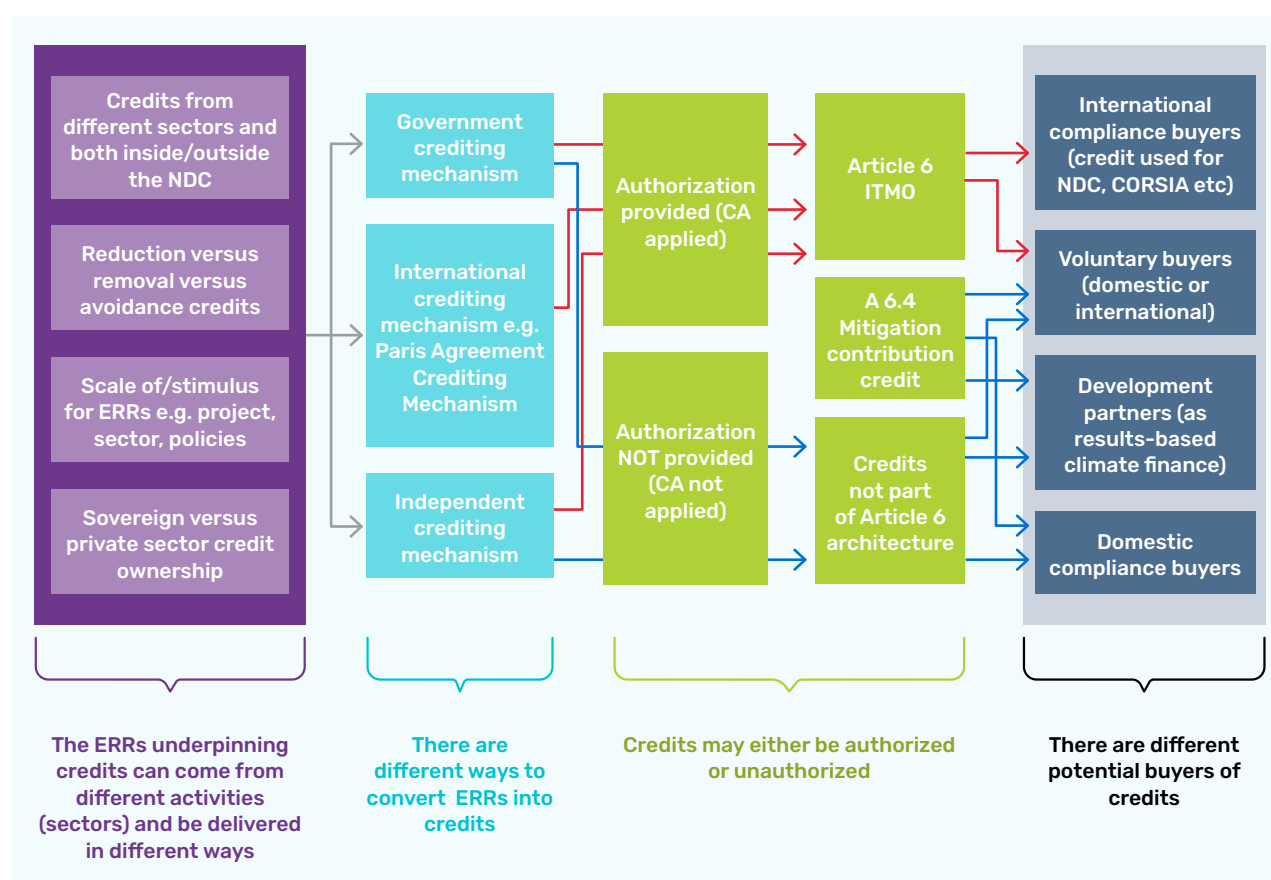 Credits from
different sectors and
both inside/outside
the NDC
Reduction versus
removal versus
avoidance credits
Scale of/stimulus
for ERRs e.g. project,
sector, policies
Sovereign versus
private sector credit
ownership
Government
crediting
mechanism
International
crediting
mechanism e.g.
Paris Agreement
Crediting
Mechanism
Independent
crediting
mechanism
Authorization
provided (CA
applied)
Authorization
NOT provided
(CA not
applied)
Article 6
ITMO
A 6.4
Mitigation
contribution
credit
Credits
not part
of Article 6
architecture
International
compliance buyers
(credit used for
NDC, CORSIA etc)
Voluntary buyers
(domestic or
international)
Development
partners (as
results-based
climate finance)
Domestic
compliance buyers
The ERRs underpinning
credits can come from
different activities
(sectors) and be delivered
in different ways
There are
different ways to
convert ERRs into
credits
Credits may either be authorized
or unauthorized
There are different
potential buyers of
credits